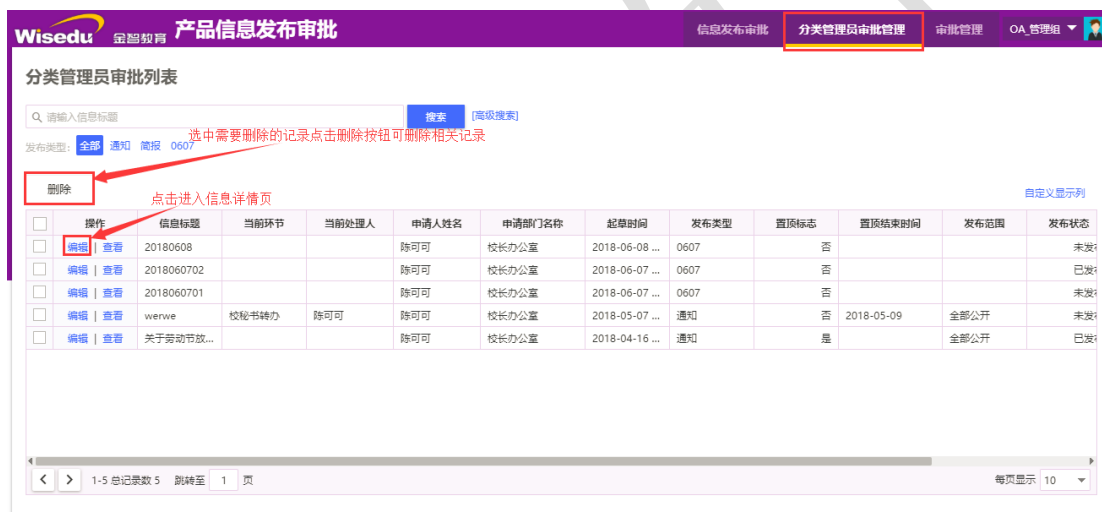 Wisedu 金智教育 产品信息发布审批 信息发布审批 分类管理员审批管理 审批管理 OA_管理组
分类管理员审批列表
请输入信息标题 搜索 [高级搜索]
选中需要删除的记录点击删除按钮可删除相关记录
发布类型: 全部 通知 简报 0607
删除
点击进入信息详情页
自定义显示列
操作 信息标题 当前环节 当前处理人 申请人姓名 申请部门名称 起草时间 发布类型 置顶标志 置顶结束时间 发布范围 发布状态
编辑 | 查看 20180608 陈可可 校长办公室 2018-06-08 ... 0607 否 未发
编辑 | 查看 2018060702 陈可可 校长办公室 2018-06-07 ... 0607 否 已发
编辑 | 查看 2018060701 陈可可 校长办公室 2018-06-07 ... 0607 否 未发
编辑 | 查看 werwe 校秘书转办 陈可可 陈可可 校长办公室 2018-05-07 ... 通知 否 2018-05-09 全部公开 未发
编辑 | 查看 关于劳动节放... 陈可可 校长办公室 2018-04-16 ... 通知 是 全部公开 已发
1-5 总记录数 5 跳转至 1 页 每页显示 10